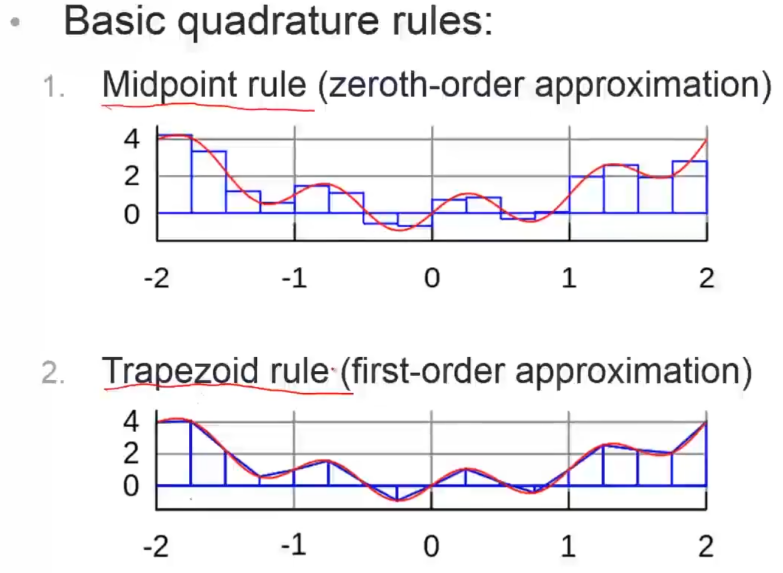 • Basic quadrature rules:
1. Midpoint rule (zeroth-order approximation)
4
2
0
-2 -1 0 1 2
2. Trapezoid rule (first-order approximation)
4
2
0
-2 -1 0 1 2